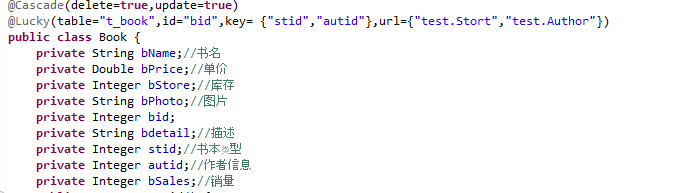 @Cascade(delete=true,update=true)
@Lucky(table="t_book",id="bid",key= {"stid","autid"},url={"test.Stort","test.Author"})
public class Book {
private String bName;//书名
private Double bPrice;//单价
private Integer bStore;//库存
private String bPhoto;//图片
private Integer bid;
private String bdetail;//描述
private Integer stid;//书本类型
private Integer autid;//作者信息
private Integer bSales;//销量